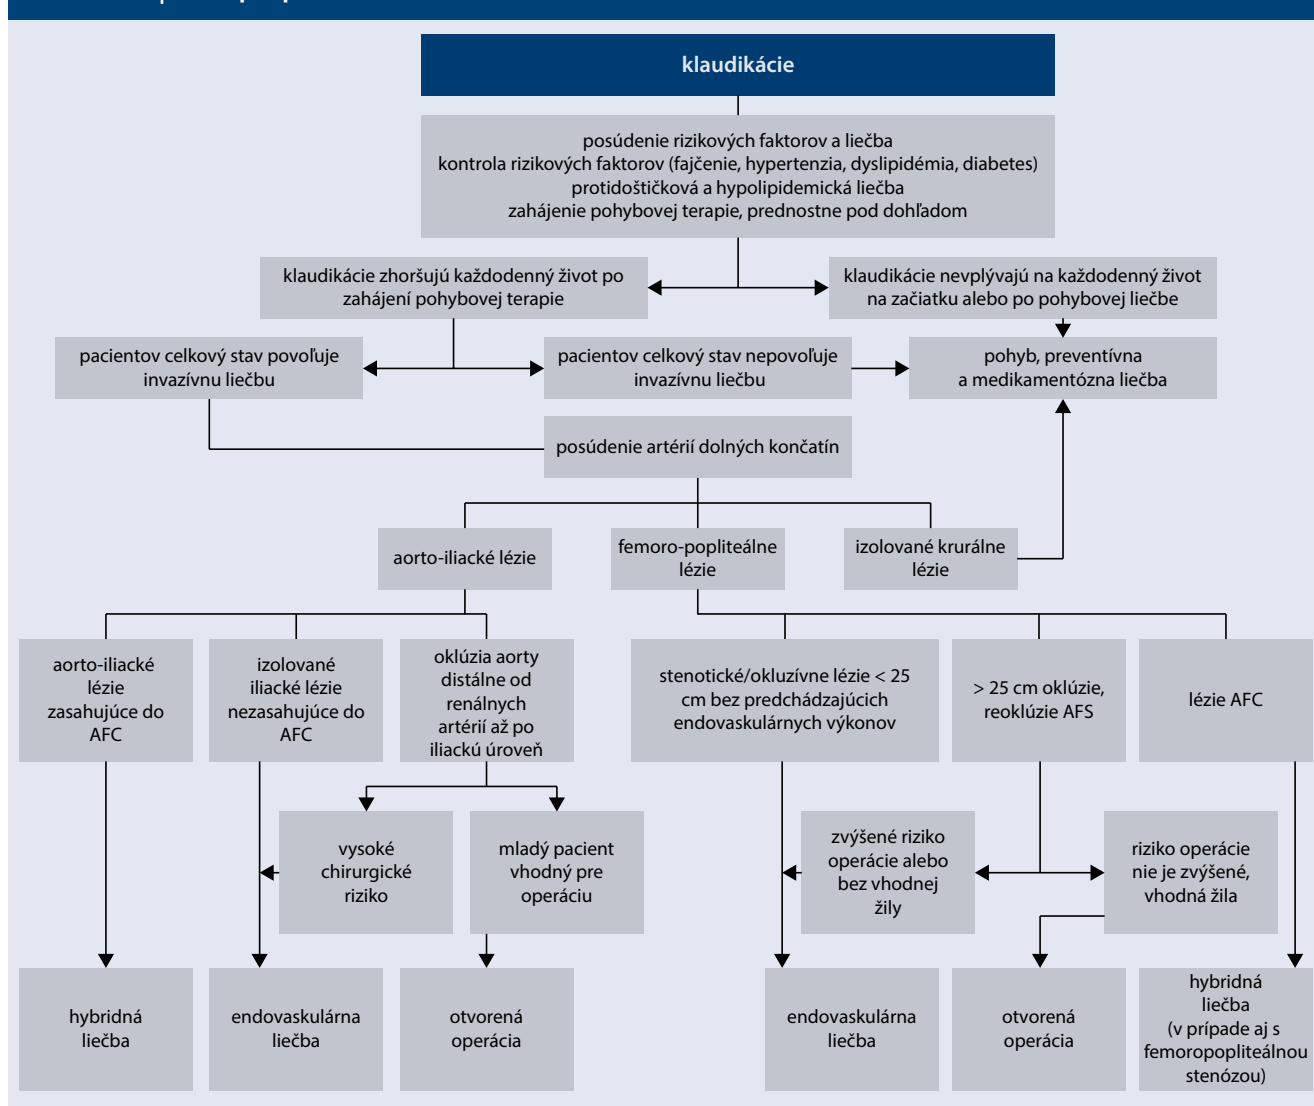 klaudikácie
posúdenie rizikových faktorov a liečba
kontrola rizikových faktorov (fajčenie, hypertenzia, dyslipidémia, diabetes)
protidoštičková a hypolipidemická liečba
zahájenie pohybovej terapie, prednostne pod dohľadom
klaudikácie zhoršujú každodenný život po
zahájení pohybovej terapie
klaudikácie nevplývajú na každodenný život
na začiatku alebo po pohybovej liečbe
pacientov celkový stav povoľuje
invazívnu liečbu
pacientov celkový stav nepovoľuje
invazívnu liečbu
pohyb, preventívna
a medikamentózna liečba
posúdenie artérií dolných končatín
aorto-iliacké lézie
femoro-popliteálne
lézie
izolované krurálne
lézie
aorto-iliacké
lézie
zasahujúce do
AFC
izolované
iliacké lézie
nezasahujúce do
AFC
oklúzia aorty
distálne od
renálnych
artérií až po
iliackú úroveň
stenotické/okluzívne lézie < 25
cm bez predchádzajúcich
endovaskulárnych výkonov
> 25 cm oklúzie,
reoklúzie AFS
lézie AFC
vysoké
chirurgické
riziko
mladý pacient
vhodný pre
operáciu
zvýšené riziko
operácie alebo
bez vhodnej
žily
riziko operácie
nie je zvýšené,
vhodná žila
hybridná
liečba
endovaskulárna
liečba
otvorená
operácia
endovaskulárna
liečba
otvorená
operácia
hybridná
liečba
(v prípade aj s
femoropopliteálnou
stenózou)